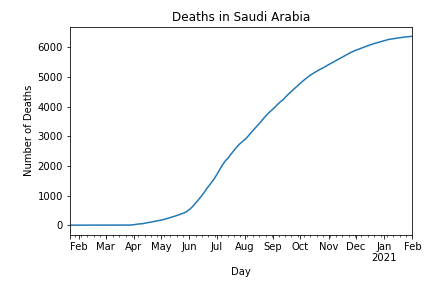 Deaths in Saudi Arabia
Number of Deaths
6000
5000
4000
3000
2000
1000
0
Feb Mar Apr May Jun Jul Aug Sep Oct Nov Dec Jan Feb
2021
Day